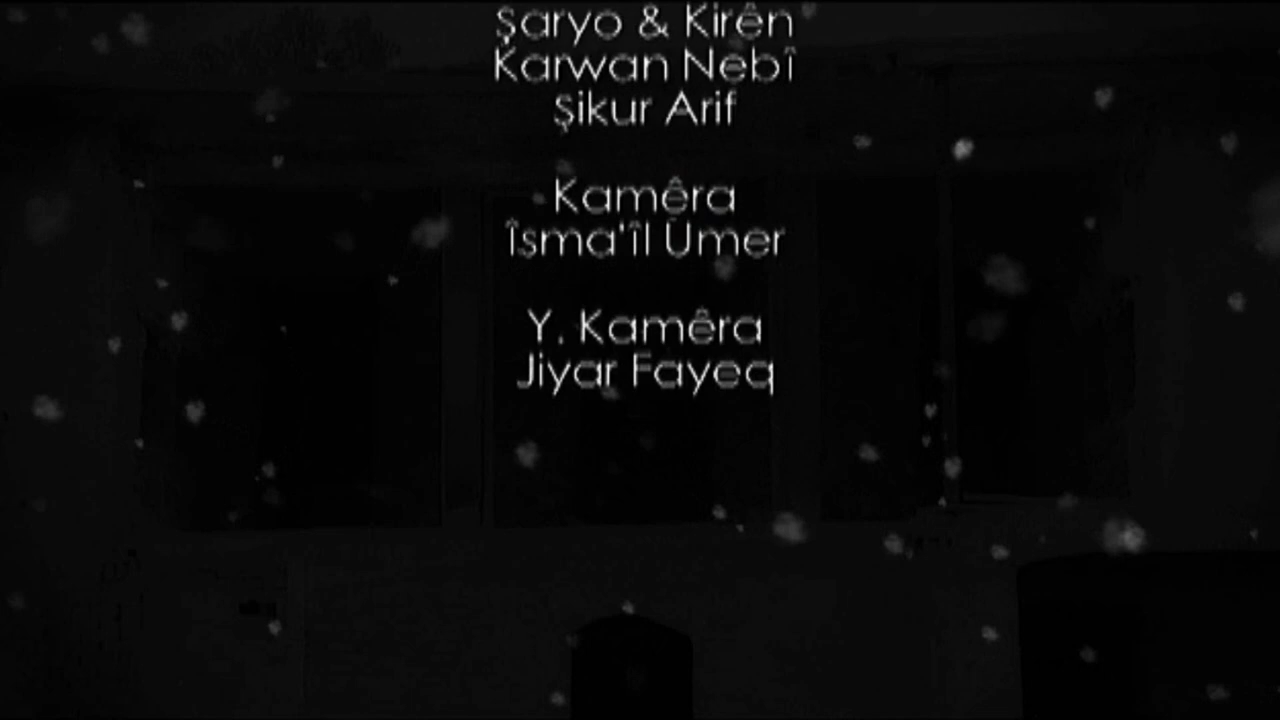 Şaryo & Kirên
Karwan Nebî
Şikur Arif
Kamêra
Îsma'îl Umer
Y. Kamêra
Jiyar Fayeq